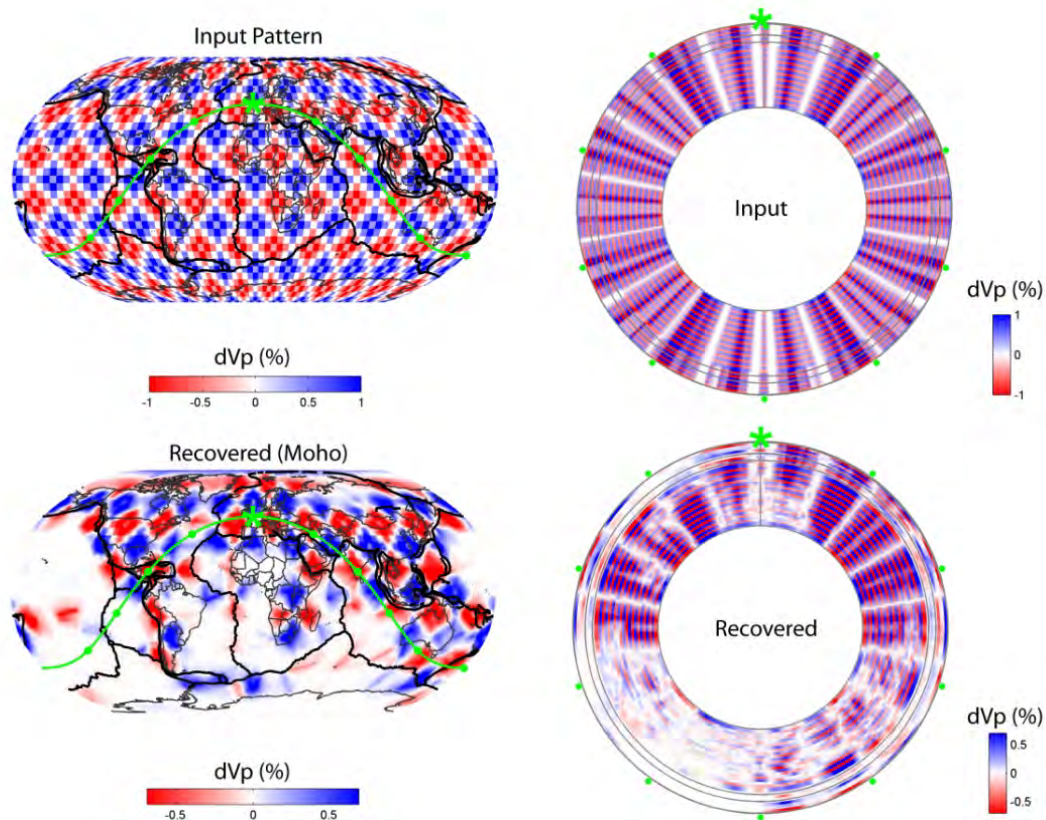 Input Pattern
dVp (%)
-1 -0.5 0 0.5 1
Input
dVp (%)
1
0
-1
Recovered (Moho)
dVp (%)
-0.5 0 0.5
Recovered
dVp (%)
0.5
0
-0.5